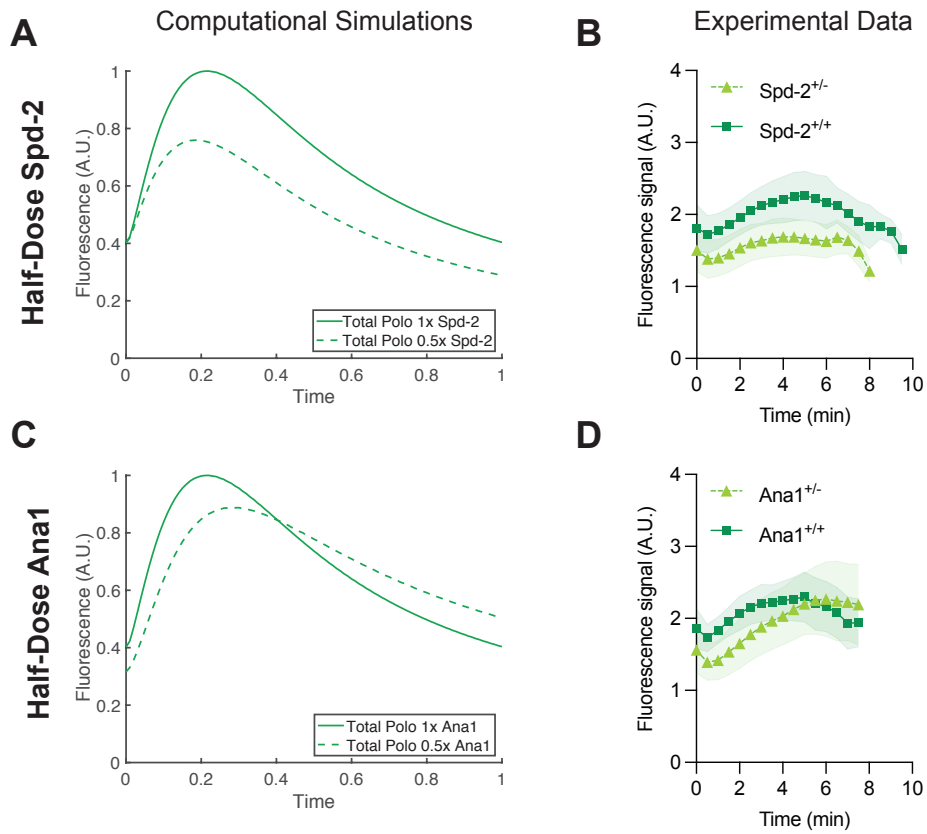 Computational Simulations
Experimental Data
A
Half-Dose Spd-2
Fluorescence (A.U.)
1
0.8
0.6
0.4
0.2
0
0
0.2
0.4
0.6
0.8
1
Time
Total Polo 1x Spd-2
Total Polo 0.5x Spd-2
B
Fluorescence signal (A.U.)
4
3
2
1
0
0
2
4
6
8
10
Time (min)
Spd-2+/-
Spd-2+/+
C
Half-Dose Ana1
Fluorescence (A.U.)
1
0.8
0.6
0.4
0.2
0
0
0.2
0.4
0.6
0.8
1
Time
Total Polo 1x Ana1
Total Polo 0.5x Ana1
D
Fluorescence signal (A.U.)
4
3
2
1
0
0
2
4
6
8
10
Time (min)
Ana1+/-
Ana1+/+